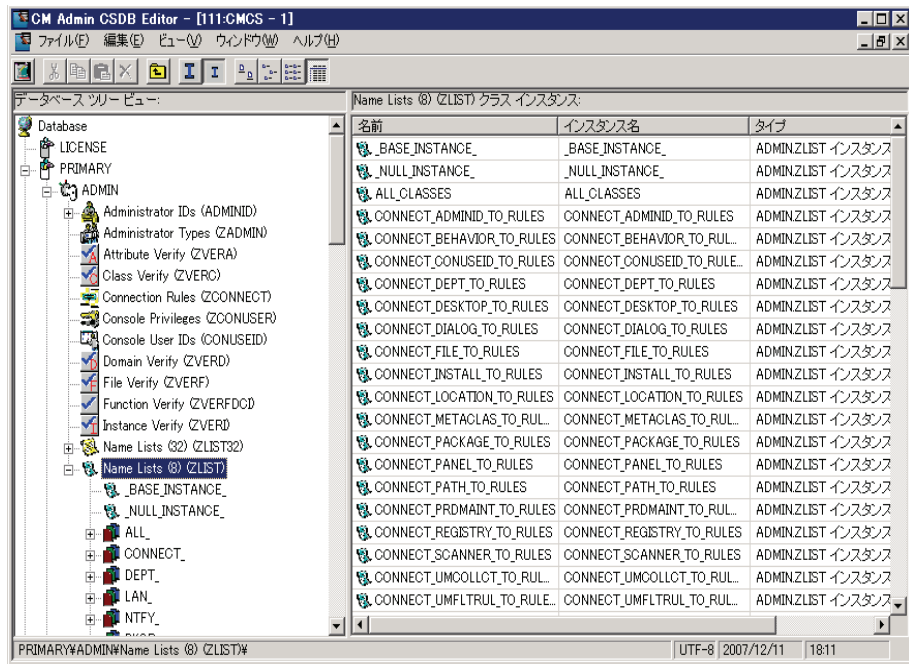 CM Admin CSDB Editor - [111:CMCS - 1]
ファイル(F) 編集(E) ビュー(V) ウィンドウ(W) ヘルプ(H)
データベース ツリー ビュー:
Database
LICENSE
PRIMARY
ADMIN
Administrator IDs (ADMINID)
Administrator Types (ZADMIN)
Attribute Verify (ZVERA)
Class Verify (ZVERC)
Connection Rules (ZCONNECT)
Console Privileges (ZCONUSER)
Console User IDs (CONUSEID)
Domain Verify (ZVERD)
File Verify (ZVERF)
Function Verify (ZVERFDCI)
Instance Verify (ZVERI)
Name Lists (32) (ZLIST32)
Name Lists (8) (ZLIST)
_BASE_INSTANCE_
_NULL_INSTANCE_
ALL_
CONNECT_
DEPT_
LAN_
NTFY_
Name Lists (8) (ZLIST) クラス インスタンス:
名前 インスタンス名 タイプ
_BASE_INSTANCE_ _BASE_INSTANCE_ ADMIN.ZLIST インスタンス
_NULL_INSTANCE_ _NULL_INSTANCE_ ADMIN.ZLIST インスタンス
ALL_CLASSES ALL_CLASSES ADMIN.ZLIST インスタンス
CONNECT_ADMINID_TO_RULES CONNECT_ADMINID_TO_RULES ADMIN.ZLIST インスタンス
CONNECT_BEHAVIOR_TO_RULES CONNECT_BEHAVIOR_TO_RUL... ADMIN.ZLIST インスタンス
CONNECT_CONUSEID_TO_RULES CONNECT_CONUSEID_TO_RULE... ADMIN.ZLIST インスタンス
CONNECT_DEPT_TO_RULES CONNECT_DEPT_TO_RULES ADMIN.ZLIST インスタンス
CONNECT_DESKTOP_TO_RULES CONNECT_DESKTOP_TO_RULES ADMIN.ZLIST インスタンス
CONNECT_DIALOG_TO_RULES CONNECT_DIALOG_TO_RULES ADMIN.ZLIST インスタンス
CONNECT_FILE_TO_RULES CONNECT_FILE_TO_RULES ADMIN.ZLIST インスタンス
CONNECT_INSTALL_TO_RULES CONNECT_INSTALL_TO_RULES ADMIN.ZLIST インスタンス
CONNECT_LOCATION_TO_RULES CONNECT_LOCATION_TO_RULES ADMIN.ZLIST インスタンス
CONNECT_METACLAS_TO_RUL... CONNECT_METACLAS_TO_RUL... ADMIN.ZLIST インスタンス
CONNECT_PACKAGE_TO_RULES CONNECT_PACKAGE_TO_RULES ADMIN.ZLIST インスタンス
CONNECT_PANEL_TO_RULES CONNECT_PANEL_TO_RULES ADMIN.ZLIST インスタンス
CONNECT_PATH_TO_RULES CONNECT_PATH_TO_RULES ADMIN.ZLIST インスタンス
CONNECT_PRDMAINT_TO_RULES CONNECT_PRDMAINT_TO_RUL... ADMIN.ZLIST インスタンス
CONNECT_REGISTRY_TO_RULES CONNECT_REGISTRY_TO_RULES ADMIN.ZLIST インスタンス
CONNECT_SCANNER_TO_RULES CONNECT_SCANNER_TO_RULES ADMIN.ZLIST インスタンス
CONNECT_UMCOLLCT_TO_RUL... CONNECT_UMCOLLCT_TO_RUL... ADMIN.ZLIST インスタンス
CONNECT_UMFLTRUL_TO_RULE... CONNECT_UMFLTRUL_TO_RUL... ADMIN.ZLIST インスタンス
PRIMARY¥ADMIN¥Name Lists (8) (ZLIST)¥ UTF-8 2007/12/11 18:11